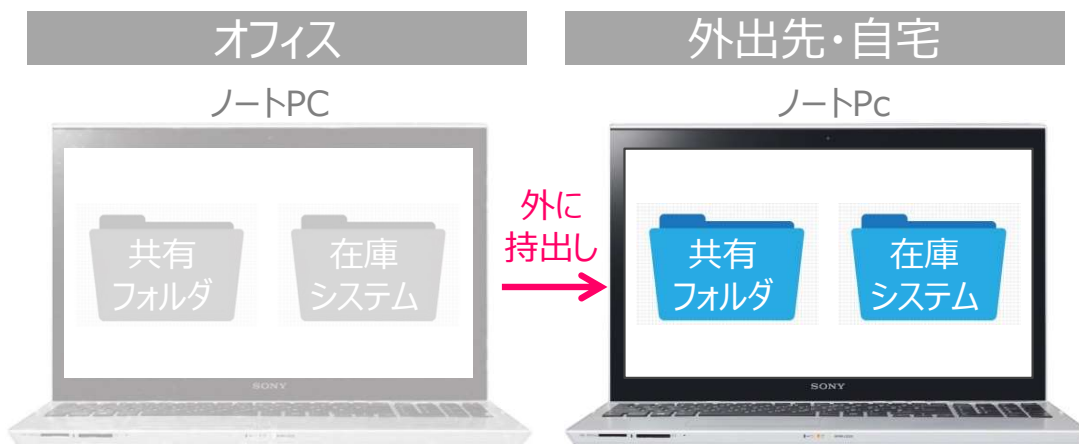 オフィス
外出先・自宅
ノートPC
ノートPc
共有
フォルダ
在庫
システム
SONY
外に
持出し
共有
フォルダ
在庫
システム
SONY